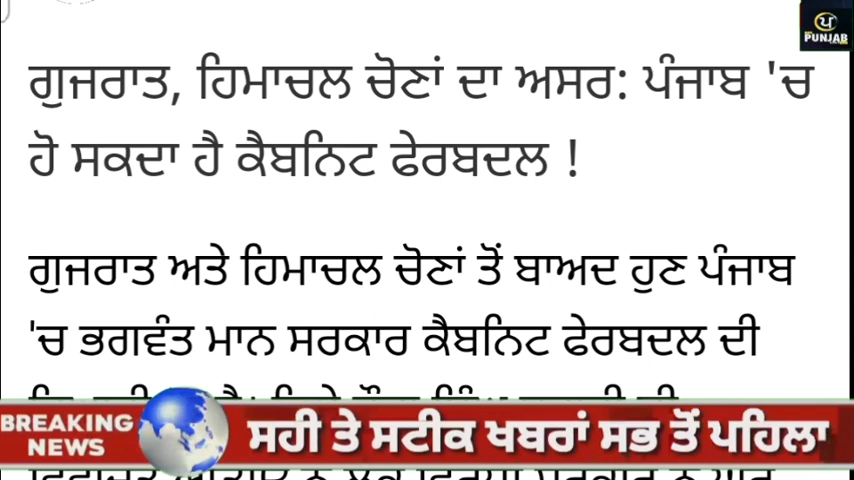 ਪੰ
PUNJAB
ਗੁਜਰਾਤ, ਹਿਮਾਚਲ ਚੋਣਾਂ ਦਾ ਅਸਰ: ਪੰਜਾਬ 'ਚ
ਹੋ ਸਕਦਾ ਹੈ ਕੈਬਨਿਟ ਫੇਰਬਦਲ !
ਗੁਜਰਾਤ ਅਤੇ ਹਿਮਾਚਲ ਚੋਣਾਂ ਤੋਂ ਬਾਅਦ ਹੁਣ ਪੰਜਾਬ
'ਚ ਭਗਵੰਤ ਮਾਨ ਸਰਕਾਰ ਕੈਬਨਿਟ ਫੇਰਬਦਲ ਦੀ
BREAKING
NEWS
ਸਹੀ ਤੇ ਸਟੀਕ ਖਬਰਾਂ ਸਭ ਤੋਂ ਪਹਿਲਾ